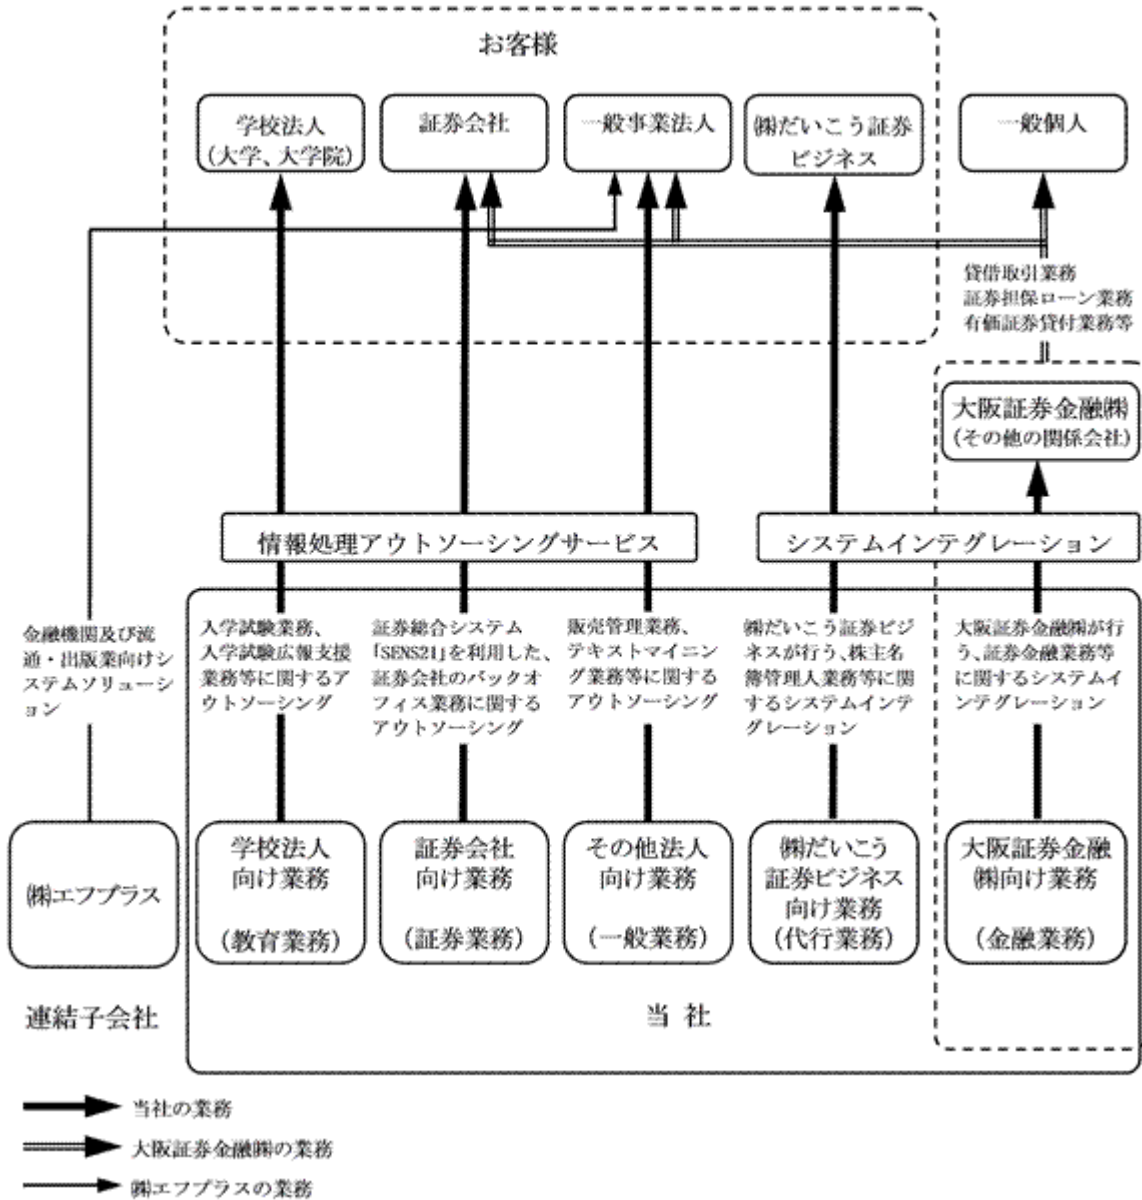 お客様
学校法人
(大学、大学院)
証券会社
一般事業法人
㈱だいこう証券
ビジネス
一般個人
貸借取引業務
証券担保ローン業務
有価証券貸付業務等
大阪証券金融㈱
(その他の関係会社)
情報処理アウトソーシングサービス
システムインテグレーション
金融機関及び流
通・出版業向けシ
ステムソリューシ
ョン
入学試験業務、
入学試験広報支援
業務等に関するア
ウトソーシング
証券総合システム
「SENS21」を利用した、
証券会社のバックオ
フィス業務に関する
アウトソーシング
販売管理業務、
テキストマイニン
グ業務等に関する
アウトソーシング
㈱だいこう証券ビジ
ネスが行う、株主名
簿管理人業務等に関
するシステムインテ
グレーション
大阪証券金融㈱が行
う、証券金融業務等
に関するシステムイ
ンテグレーション
㈱エフプラス
学校法人
向け業務
(教育業務)
証券会社
向け業務
(証券業務)
その他法人
向け業務
(一般業務)
㈱だいこう
証券ビジネス
向け業務
(代行業務)
大阪証券金融
㈱向け業務
(金融業務)
連結子会社
当 社
当社の業務
大阪証券金融㈱の業務
㈱エフプラスの業務